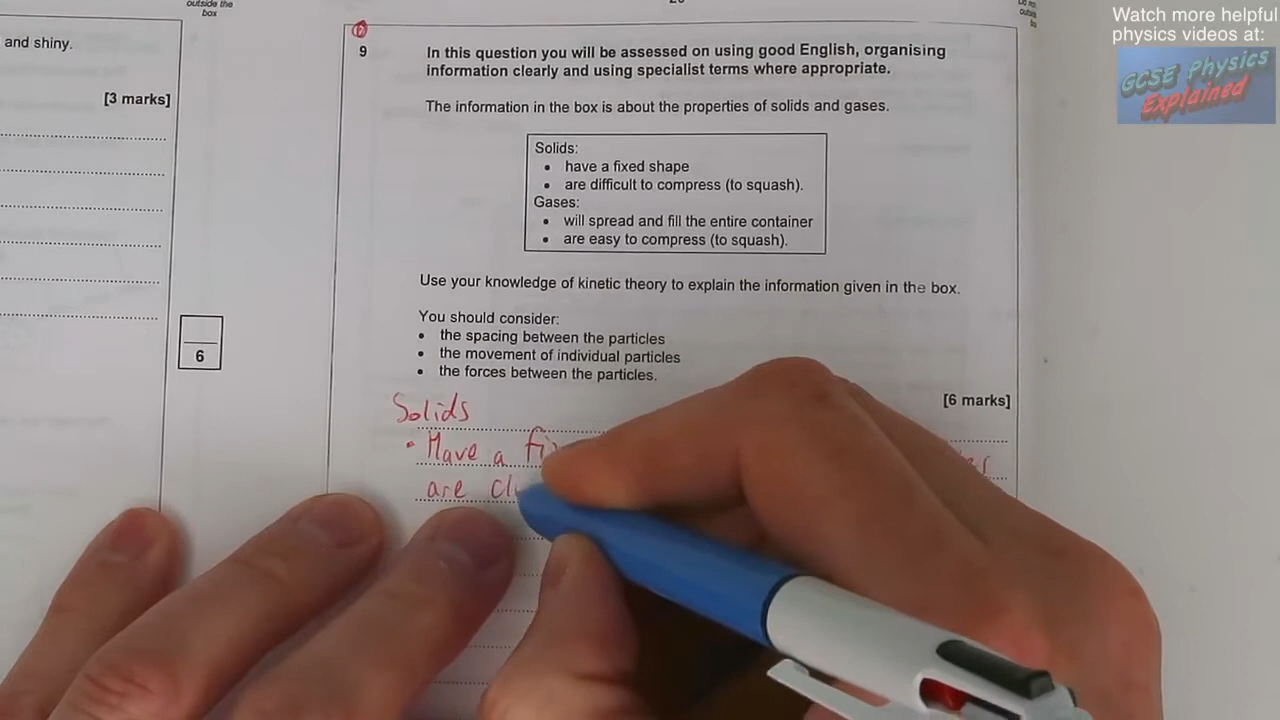 outside the
box
Watch more helpful
physics videos at:
GCSE Physics
Explained
and shiny.
[3 marks]
6
9
In this question you will be assessed on using good English, organising
information clearly and using specialist terms where appropriate.
The information in the box is about the properties of solids and gases.
Solids:
• have a fixed shape
• are difficult to compress (to squash).
Gases:
• will spread and fill the entire container
• are easy to compress (to squash).
Use your knowledge of kinetic theory to explain the information given in the box.
You should consider:
• the spacing between the particles
• the movement of individual particles
• the forces between the particles.
[6 marks]
Solids
• Have a
are